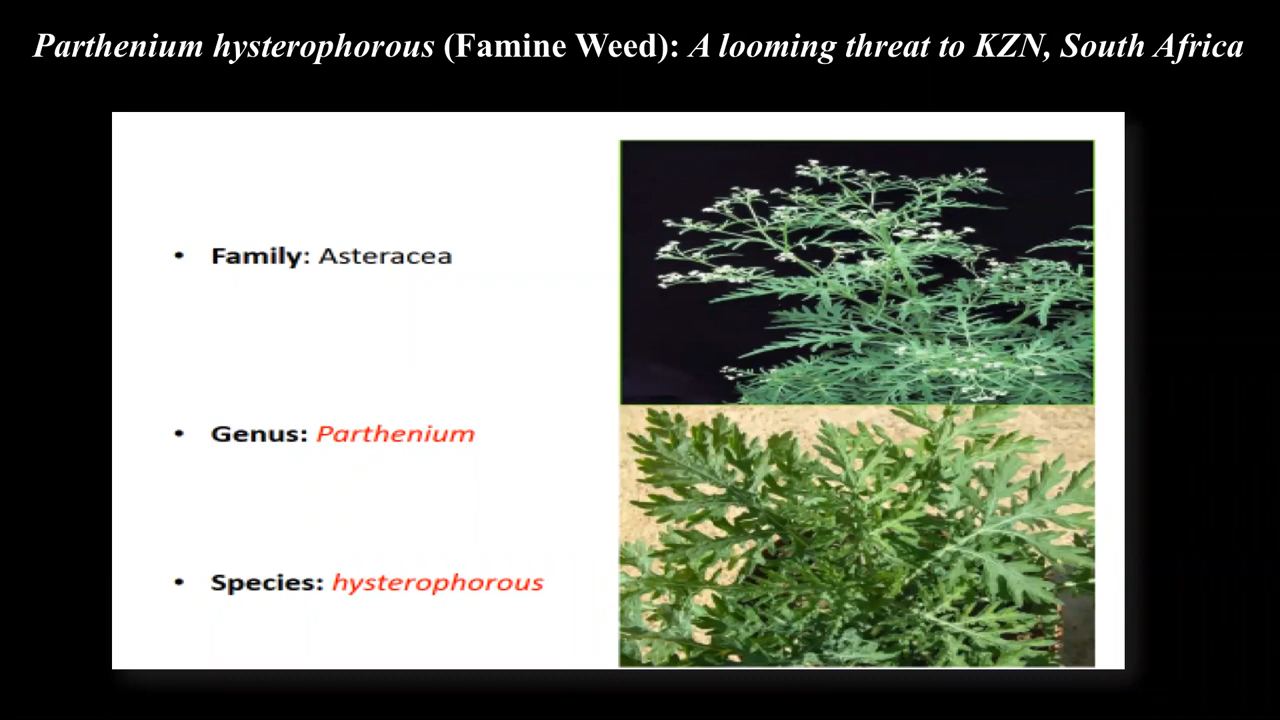 Parthenium hysterophorous (Famine Weed): A looming threat to KZN, South Africa
• Family: Asteracea
• Genus: Parthenium
• Species: hysterophorous